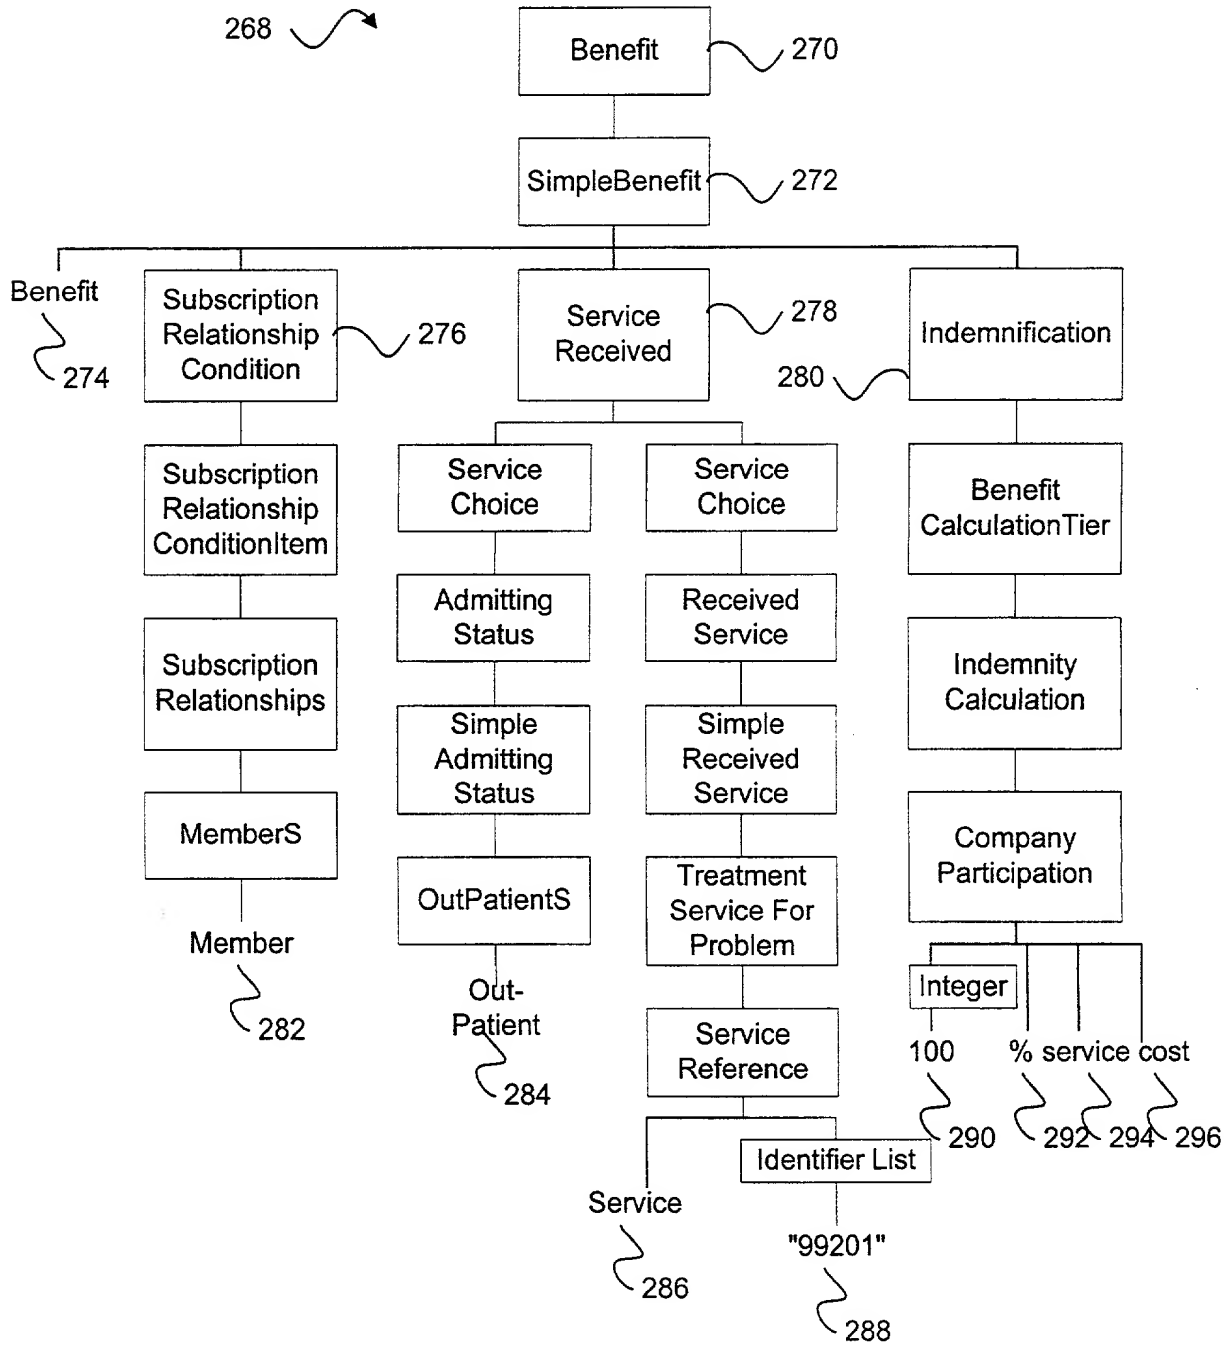 268
Benefit
270
SimpleBenefit
272
Benefit
274
Subscription
Relationship
Condition
276
Service
Received
278
Indemnification
280
Subscription
Relationship
ConditionItem
Service
Choice
Service
Choice
Benefit
CalculationTier
Admitting
Status
Received
Service
Subscription
Relationships
Indemnity
Calculation
Simple
Admitting
Status
Simple
Received
Service
MemberS
Company
Participation
OutPatientS
Treatment
Service For
Problem
Member
282
Out-
Patient
284
Service
Reference
Integer
100
% service cost
290
292
294
296
Identifier List
Service
286
"99201"
288